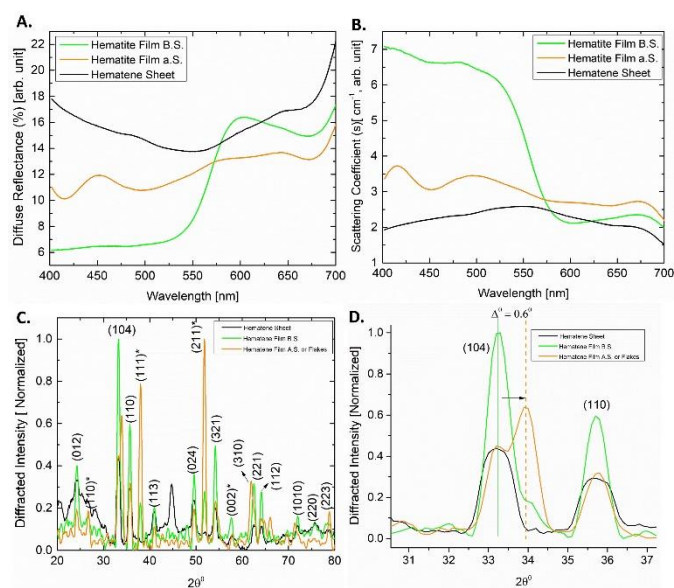 A.
Hematite Film B.S.
Hematite Film a.S.
Hematene Sheet
Diffuse Reflectance (%) [arb. unit]
22
20
18
16
14
12
10
8
6
400 450 500 550 600 650 700
Wavelength [nm]
B.
Hematite Film B.S.
Hematite Film a.S.
Hematene Sheet
Scattering Coefficient (s)[ cm⁻¹, arb. unit]
7
6
5
4
3
2
1
400 450 500 550 600 650 700
Wavelength [nm]
C.
Hematene Sheet
Hematene Film B.S.
Hematene Film A.S. or Flakes
Diffracted Intensity [ Normalized]
1.0
0.8
0.6
0.4
0.2
0.0
(104)
(111)*
(211)*
(110)
(012)
(110)*
(113)
(024)
(321)
(002)*
(310)
(221)
(112)
(1010)
(220)
(223)
20 30 40 50 60 70 80
2θ⁰
D.
Δ⁰ = 0.6⁰
Hematene Sheet
Hematene Film B.S.
Hematene Film A.S. or Flakes
(104)
(110)
Diffracted Intensity [Normalized]
1.0
0.8
0.6
0.4
0.2
0.0
31 32 33 34 35 36 37
2θ⁰